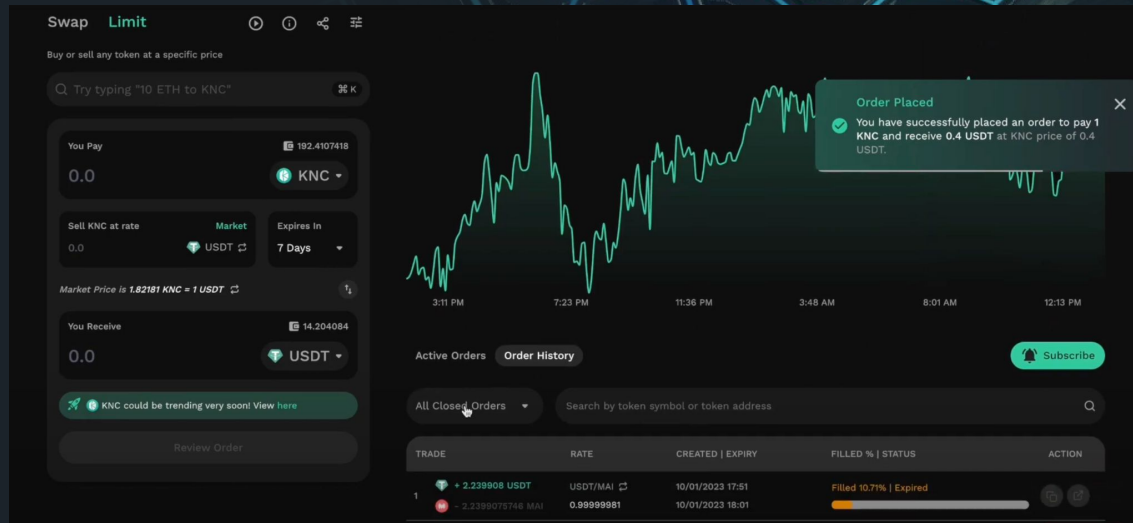 Swap Limit
Buy or sell any token at a specific price
Try typing "10 ETH to KNC" ⌘ K
You Pay 192.4107418
0.0 KNC
Sell KNC at rate Market
0.0 USDT
Expires In
7 Days
Market Price is 1.82181 KNC = 1 USDT
You Receive 14.204084
0.0 USDT
KNC could be trending very soon! View here
Review Order
Order Placed
You have successfully placed an order to pay 1
KNC and receive 0.4 USDT at KNC price of 0.4
USDT.
3:11 PM 7:23 PM 11:36 PM 3:48 AM 8:01 AM 12:13 PM
Active Orders Order History Subscribe
All Closed Orders Search by token symbol or token address
TRADE RATE CREATED | EXPIRY FILLED % | STATUS ACTION
1 + 2.239908 USDT USDT/MAI 10/01/2023 17:51 Filled 10.71% | Expired
- 2.2399075746 MAI 0.99999981 10/01/2023 18:01